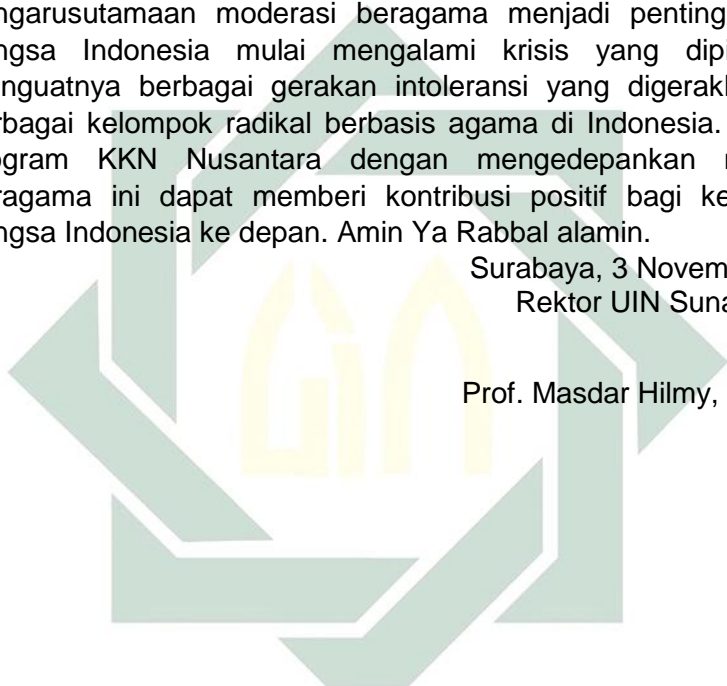 ngarusutamaan moderasi beragama menjadi penting
ngsa Indonesia mulai mengalami krisis yang dipi
nguatnya berbagai gerakan intoleransi yang digerakl
rbagai kelompok radikal berbasis agama di Indonesia.
ogram KKN Nusantara dengan mengedepankan
ragama ini dapat memberi kontribusi positif bagi ke
ngsa Indonesia ke depan. Amin Ya Rabbal alamin.
Surabaya, 3 Novem
Rektor UIN Suna
Prof. Masdar Hilmy,